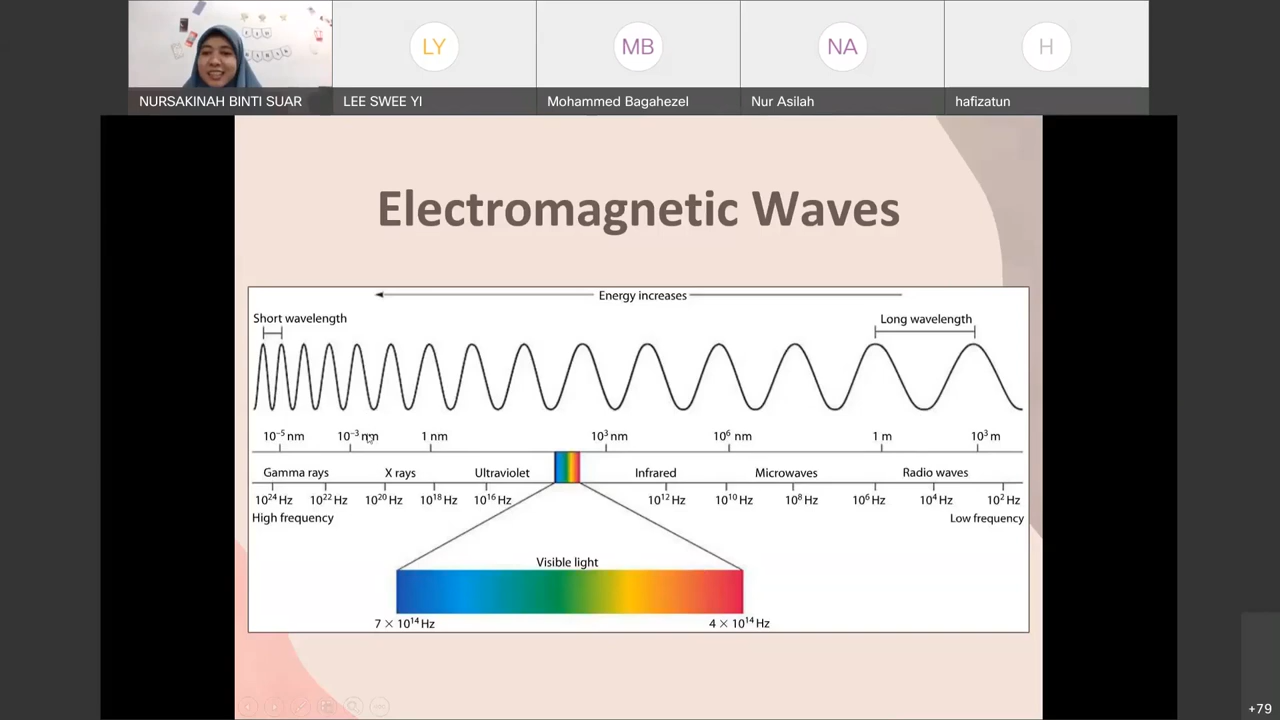 LY
MB
NA
H
NURSAKINAH BINTI SUAR
LEE SWEE YI
Mohammed Bagahezel
Nur Asilah
hafizatun
Electromagnetic Waves
Energy increases
Short wavelength
Long wavelength
10⁻⁵ nm
10⁻³ nm
1 nm
10³ nm
10⁶ nm
1 m
10³ m
Gamma rays
X rays
Ultraviolet
Infrared
Microwaves
Radio waves
10²⁴ Hz
10²² Hz
10²⁰ Hz
10¹⁸ Hz
10¹⁶ Hz
10¹² Hz
10¹⁰ Hz
10⁸ Hz
10⁶ Hz
10⁴ Hz
10² Hz
High frequency
Low frequency
Visible light
7 × 10¹⁴ Hz
4 × 10¹⁴ Hz
+79